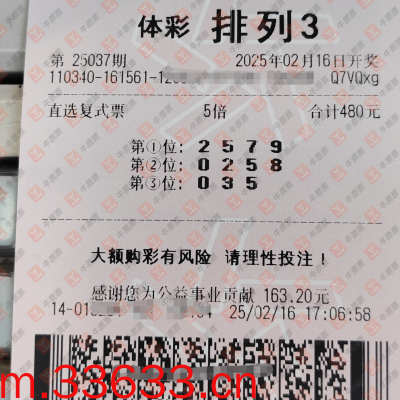 体彩 排列3
第 25037期 2025年02月16日开奖
110340-161561-12 Q7VQxg
直选复式票 5倍 合计480元
第①位: 2 5 7 9
第②位: 0 2 5 8
第③位: 0 3 5
大额购彩有风险 请理性投注!
感谢您为公益事业贡献 163.20元
14-01 25/02/16 17:06:58
m.33633.cn